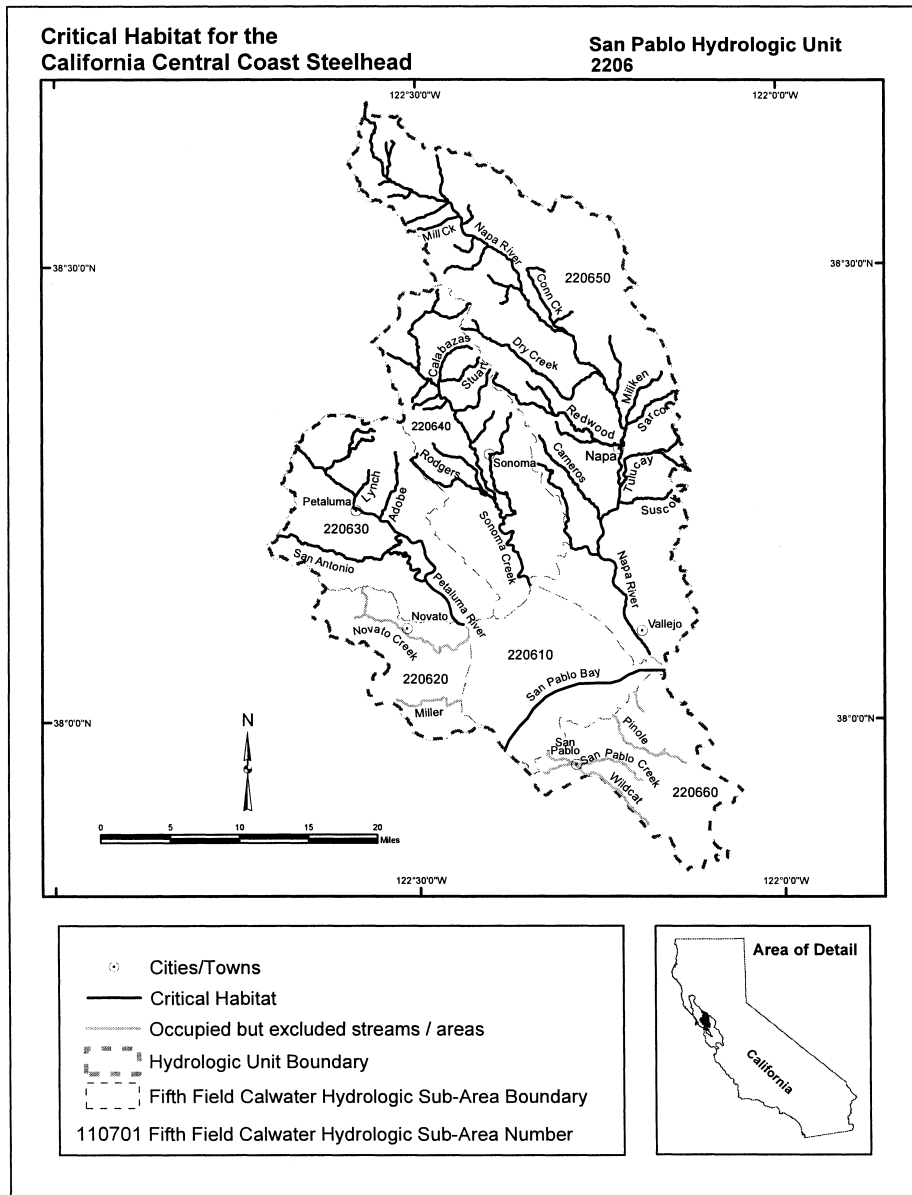 Critical Habitat for the
California Central Coast Steelhead
San Pablo Hydrologic Unit
2206
122°30'0"W
122°0'0"W
38°30'0"N
38°30'0"N
Mill Ck
Napa River
Conn Ck
220650
Calabazas
Stuart
Dry Creek
Miliken
Sarco
Redwood
Napa
220640
Sonoma
Carneros
Tulucay
Rodgers
Lynch
Adobe
Petaluma
220630
Suscol
Sonoma Creek
San Antonio
Petaluma River
Napa River
Novato
Vallejo
Novato Creek
220610
220620
San Pablo Bay
Miller
38°0'0"N
38°0'0"N
N
San
Pablo
Pinole
San Pablo Creek
Wildcat
220660
0 5 10 15 20
Miles
122°30'0"W
122°0'0"W
Cities/Towns
Critical Habitat
Occupied but excluded streams / areas
Hydrologic Unit Boundary
Fifth Field Calwater Hydrologic Sub-Area Boundary
110701 Fifth Field Calwater Hydrologic Sub-Area Number
Area of Detail
California